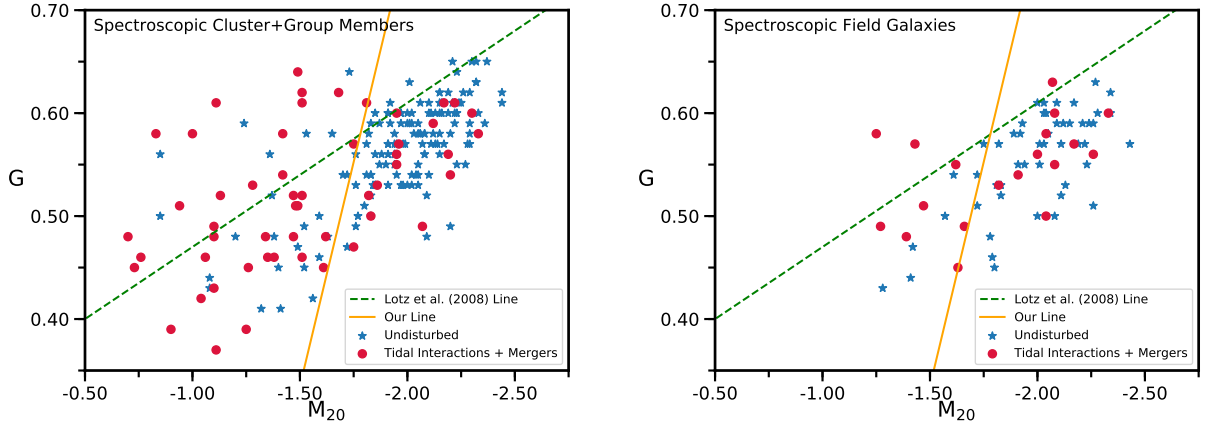 Spectroscopic Cluster+Group Members
0.70
0.60
0.50
0.40
G
-0.50
-1.00
-1.50
-2.00
-2.50
M20
Lotz et al. (2008) Line
Our Line
Undisturbed
Tidal Interactions + Mergers
Spectroscopic Field Galaxies
0.70
0.60
0.50
0.40
G
-0.50
-1.00
-1.50
-2.00
-2.50
M20
Lotz et al. (2008) Line
Our Line
Undisturbed
Tidal Interactions + Mergers